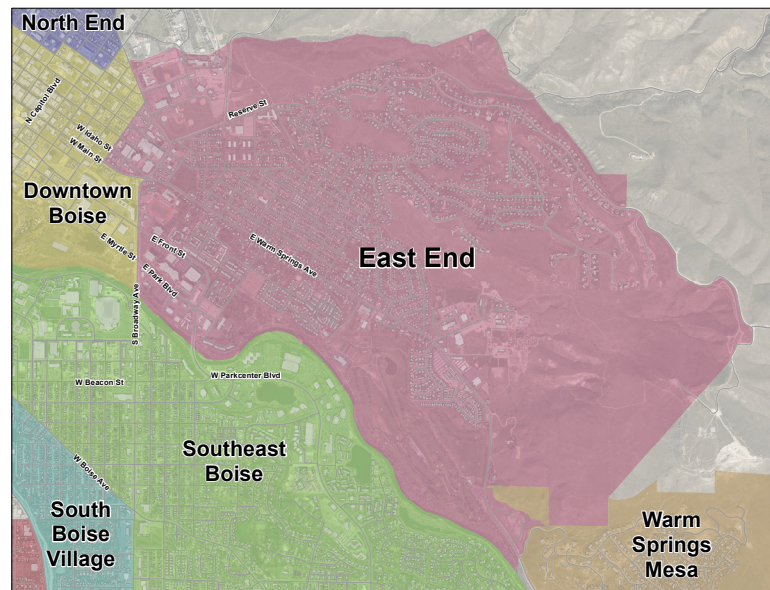 North End
N Capitol Blvd
Reserve St
W Idaho St
W Main St
Downtown
Boise
E Myrtle St
E Front St
E Warm Springs Ave
East End
E Park Blvd
S Broadway Ave
W Beacon St
W Parkcenter Blvd
Southeast
Boise
W Boise Ave
South
Boise
Village
Warm
Springs
Mesa